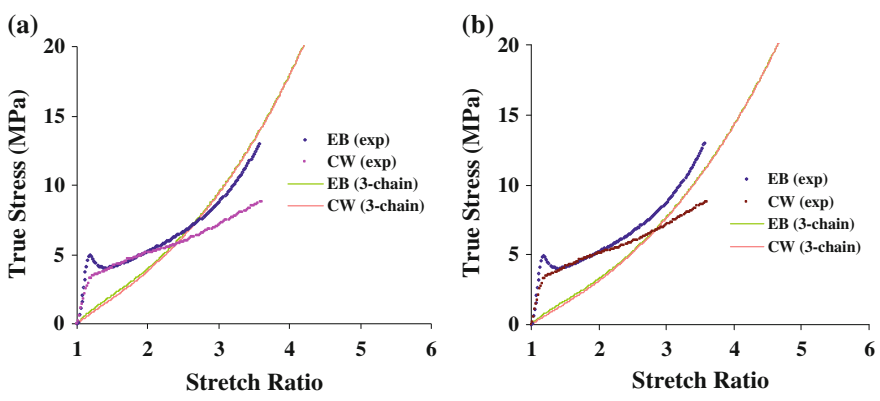 (a)
20
15
10
5
0
True Stress (MPa)
EB (exp)
CW (exp)
EB (3-chain)
CW (3-chain)
1 2 3 4 5 6
Stretch Ratio
(b)
20
15
10
5
0
True Stress (MPa)
EB (exp)
CW (exp)
EB (3-chain)
CW (3-chain)
1 2 3 4 5 6
Stretch Ratio